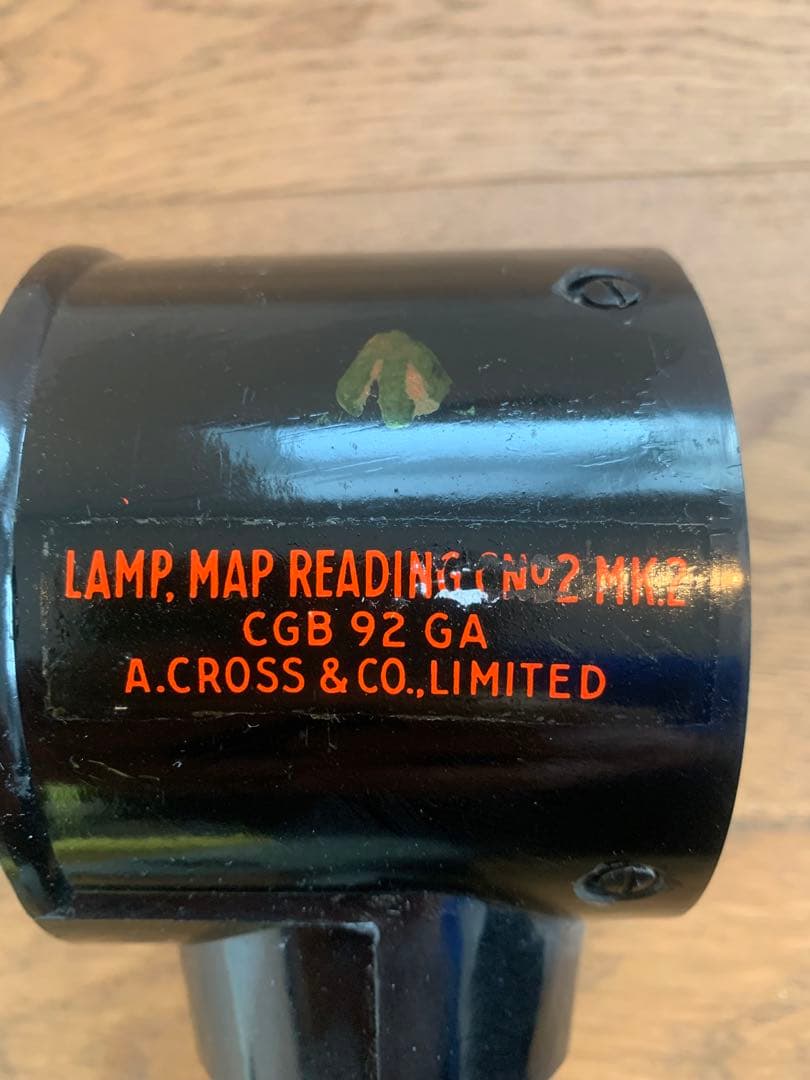 LAMP, MAP READING No 2 MK.2
CGB 92 GA
A.CROSS & CO.,LIMITED